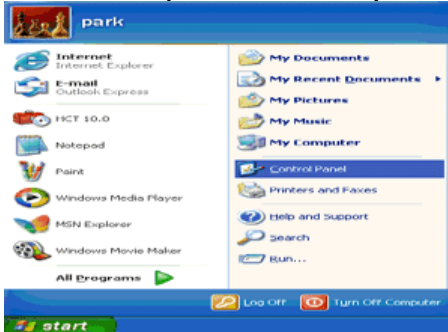 park
Internet
Internet Explorer
E-mail
Outlook Express
HCT 10.0
Notepad
Paint
Windows Media Player
MSN Explorer
Windows Movie Maker
All Programs
My Documents
My Recent Documents
My Pictures
My Music
My Computer
Control Panel
Printers and Faxes
Help and Support
Search
Run...
Log Off
Turn Off Computer
start